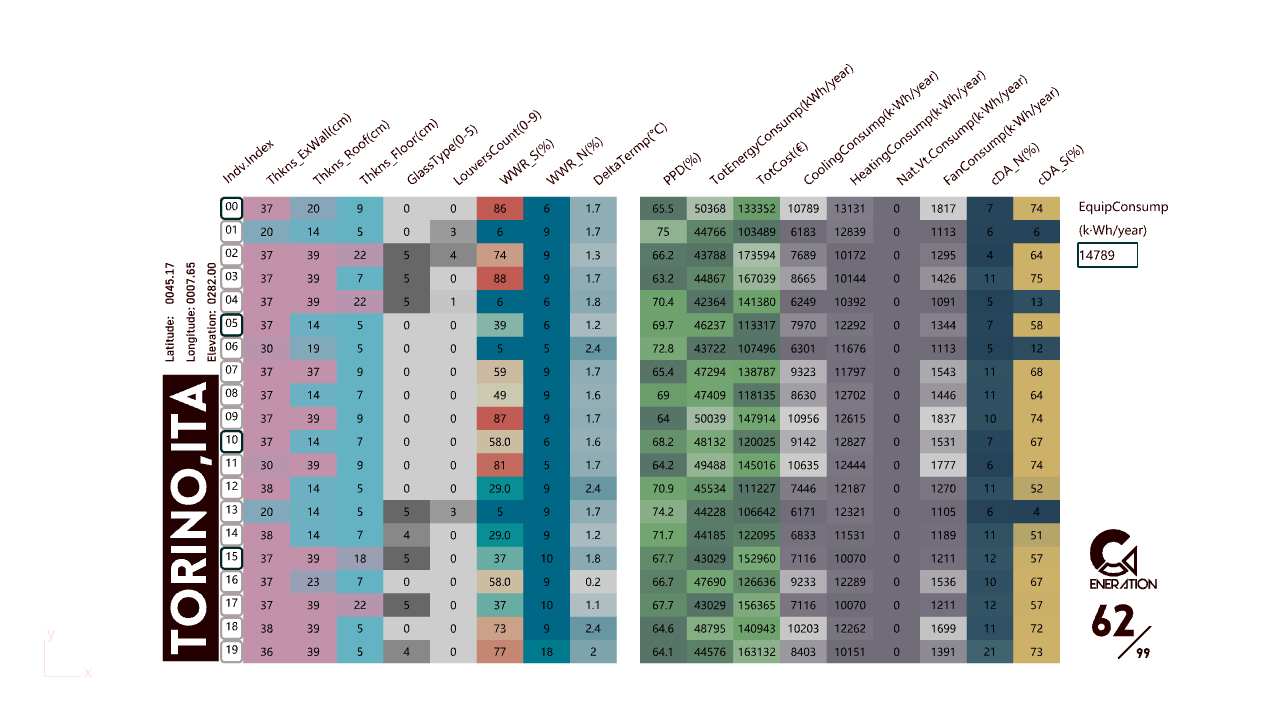 Indv.Index Thkns_ExWall(cm) Thkns_Roof(cm) Thkns_Floor(cm) GlassType(0-5) LouversCount(0-9) WWR_S(%) WWR_N(%) DeltaTermp(°C) PPD(%) TotEnergyConsump(kWh/year) TotCost(€) CoolingConsump(k·Wh/year) HeatingConsump(k·Wh/year) Nat.Vt.Consump(k·Wh/year) FanConsump(k·Wh/year) cDA_N(%) cDA_S(%)
00 37 20 9 0 0 86 6 1.7 65.5 50368 133352 10789 13131 0 1817 7 74
01 20 14 5 0 3 6 9 1.7 75 44766 103489 6183 12839 0 1113 6 6
02 37 39 22 5 4 74 9 1.3 66.2 43788 173594 7689 10172 0 1295 4 64
03 37 39 7 5 0 88 9 1.7 63.2 44867 167039 8665 10144 0 1426 11 75
04 37 39 22 5 1 6 6 1.8 70.4 42364 141380 6249 10392 0 1091 5 13
05 37 14 5 0 0 39 6 1.2 69.7 46237 113317 7970 12292 0 1344 7 58
06 30 19 5 0 0 5 5 2.4 72.8 43722 107496 6301 11676 0 1113 5 12
07 37 37 9 0 0 59 9 1.7 65.4 47294 138787 9323 11797 0 1543 11 68
08 37 14 7 0 0 49 9 1.6 69 47409 118135 8630 12702 0 1446 11 64
09 37 39 9 0 0 87 9 1.7 64 50039 147914 10956 12615 0 1837 10 74
10 37 14 7 0 0 58.0 6 1.6 68.2 48132 120025 9142 12827 0 1531 7 67
11 30 39 9 0 0 81 5 1.7 64.2 49488 145016 10635 12444 0 1777 6 74
12 38 14 5 0 0 29.0 9 2.4 70.9 45534 111227 7446 12187 0 1270 11 52
13 20 14 5 5 3 5 9 1.7 74.2 44228 106642 6171 12321 0 1105 6 4
14 38 14 7 4 0 29.0 9 1.2 71.7 44185 122095 6833 11531 0 1189 11 51
15 37 39 18 5 0 37 10 1.8 67.7 43029 152960 7116 10070 0 1211 12 57
16 37 23 7 0 0 58.0 9 0.2 66.7 47690 126636 9233 12289 0 1536 10 67
17 37 39 22 5 0 37 10 1.1 67.7 43029 156365 7116 10070 0 1211 12 57
18 38 39 5 0 0 73 9 2.4 64.6 48795 140943 10203 12262 0 1699 11 72
19 36 39 5 4 0 77 18 2 64.1 44576 163132 8403 10151 0 1391 21 73
EquipConsump
(k·Wh/year)
14789
Latitude: 0045.17
Longitude: 0007.65
Elevation: 0282.00
TORINO,ITA
ENERATION
62/99
y
x